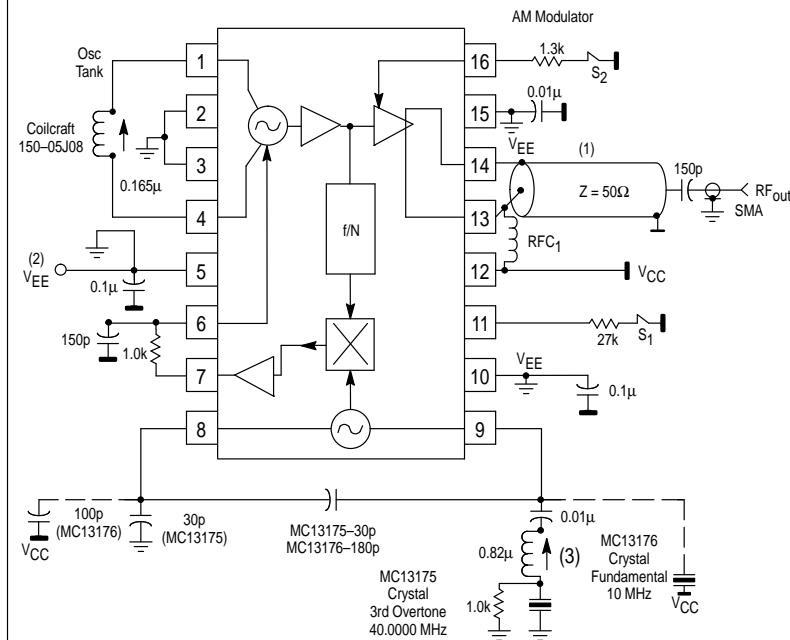 AM Modulator
Osc
Tank
1
16
1.3k
S2
2
15
0.01µ
Coilcraft
150–05J08
3
14
VEE
(1)
150p
0.165µ
Z = 50Ω
RFout
SMA
4
13
f/N
RFC1
(2)
VEE
5
12
VCC
0.1µ
6
11
27k
S1
150p
1.0k
7
10
VEE
0.1µ
8
9
100p
(MC13176)
30p
(MC13175)
VCC
MC13175–30p
MC13176–180p
0.01µ
0.82µ
(3)
MC13176
Crystal
Fundamental
10 MHz
VCC
MC13175
Crystal
3rd Overtone
40.0000 MHz
1.0k